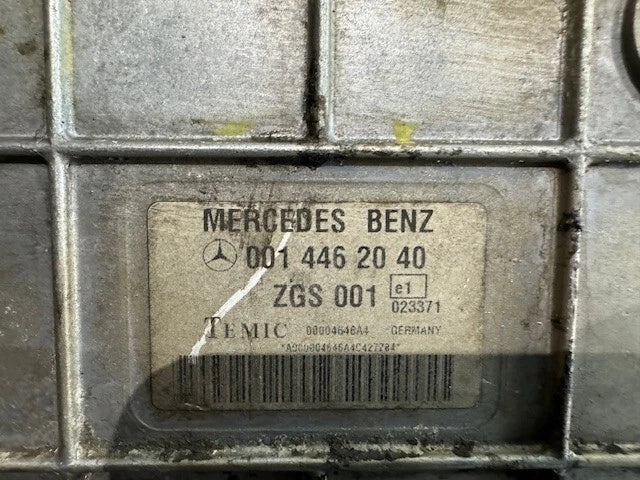 MERCEDES BENZ
001 446 20 40
ZGS 001 e1
023371
TEMIC 00004646A4 GERMANY